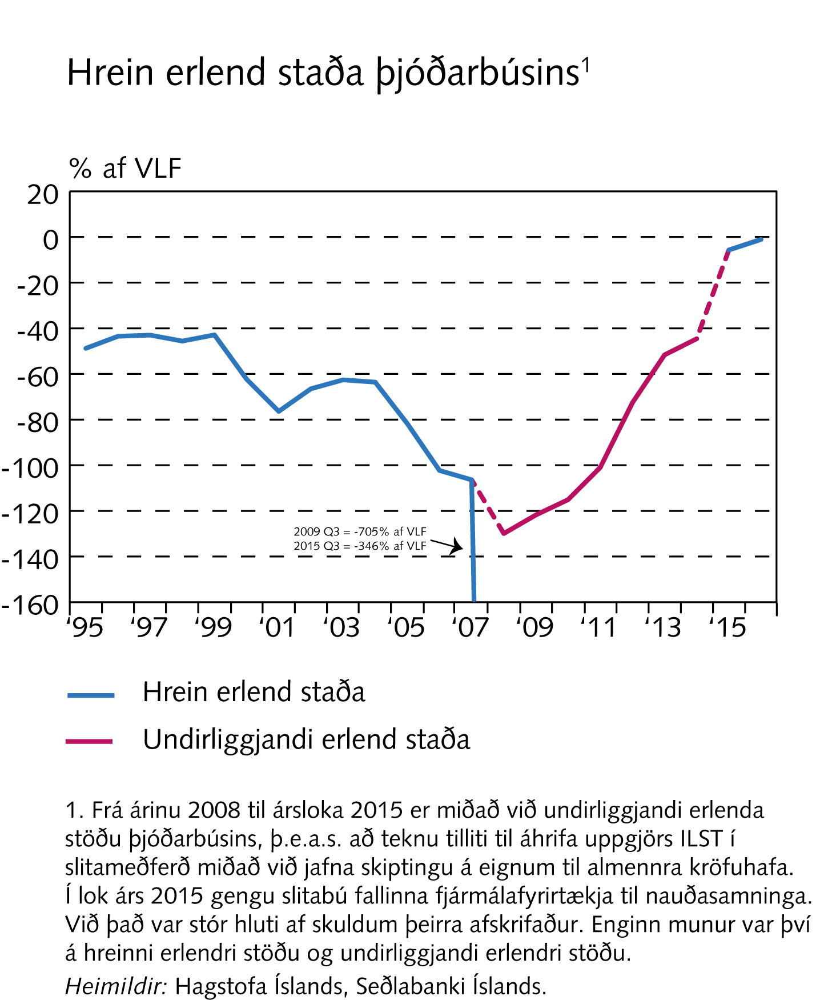 Hrein erlend staða þjóðarbúsins¹
% af VLF
20
0
-20
-40
-60
-80
-100
-120
-140
-160
2009 Q3 = -705% af VLF
2015 Q3 = -346% af VLF
‘95 ‘97 ‘99 ‘01 ‘03 ‘05 ‘07 ‘09 ‘11 ‘13 ‘15
Hrein erlend staða
Undirliggjandi erlend staða
1. Frá árinu 2008 til ársloka 2015 er miðað við undirliggjandi erlenda
stöðu þjóðarbúsins, þ.e.a.s. að teknu tilliti til áhrifa uppgjörs ILST í
slitameðferð miðað við jafna skiptingu á eignum til almennra kröfuhafa.
Í lok árs 2015 gengu slitabú fallinna fjármálafyrirtækja til nauðasamninga.
Við það var stór hluti af skuldum þeirra afskrifaður. Enginn munur var því
á hreinni erlendri stöðu og undirliggjandi erlendri stöðu.
Heimildir: Hagstofa Íslands, Seðlabanki Íslands.